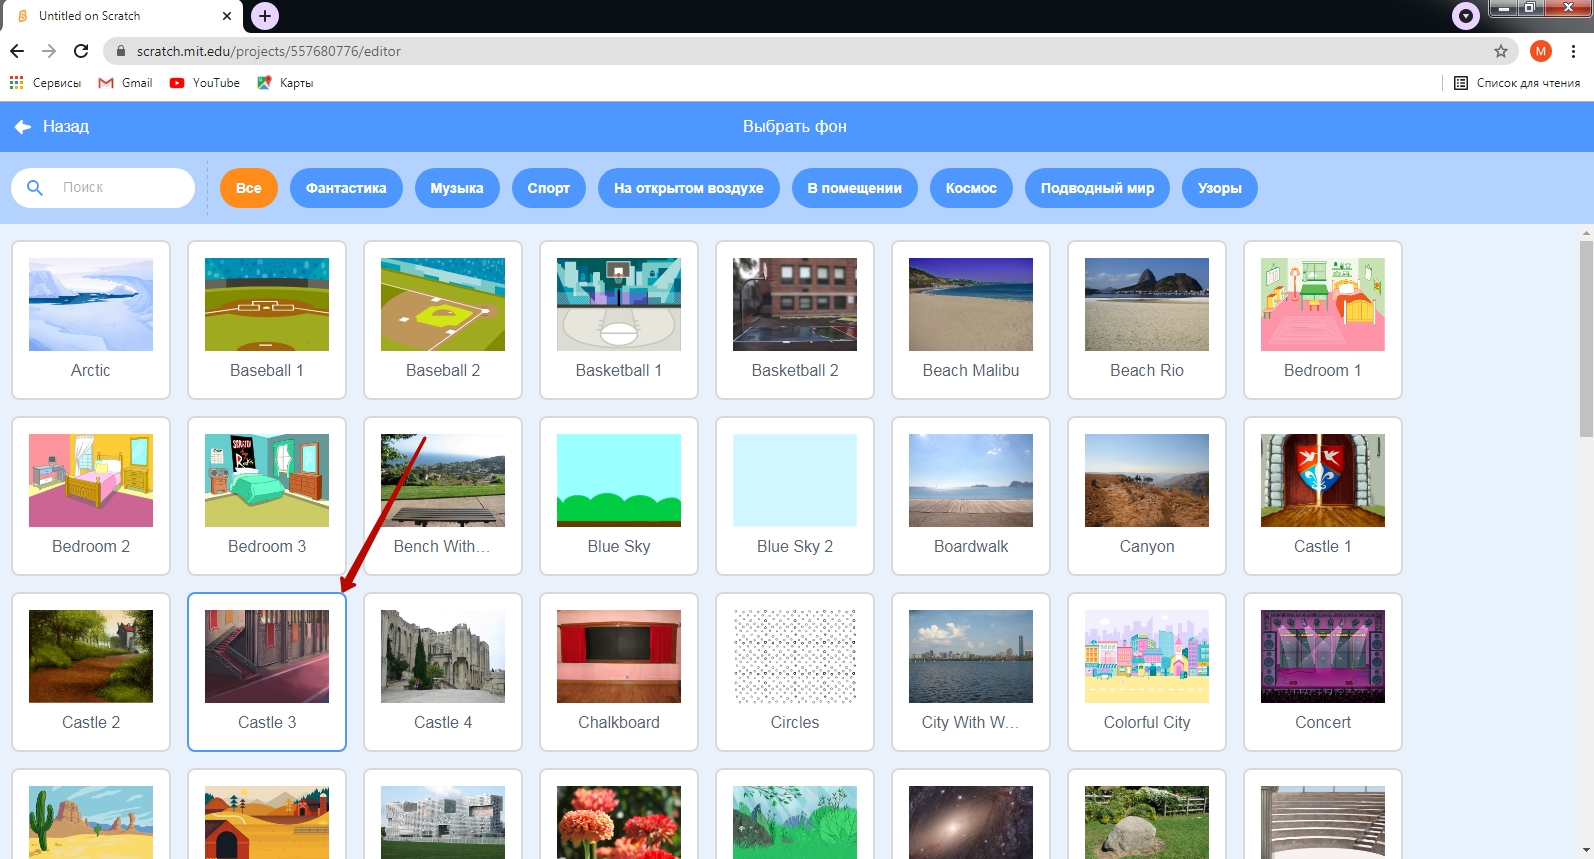 Untitled on Scratch
scratch.mit.edu/projects/557680776/editor
M
Сервисы
Gmail
YouTube
Карты
Список для чтения
Назад
Выбрать фон
Поиск
Все
Фантастика
Музыка
Спорт
На открытом воздухе
В помещении
Космос
Подводный мир
Узоры
Arctic
Baseball 1
Baseball 2
Basketball 1
Basketball 2
Beach Malibu
Beach Rio
Bedroom 1
SCRATCH
Bedroom 2
Bedroom 3
Bench With...
Blue Sky
Blue Sky 2
Boardwalk
Canyon
Castle 1
Castle 2
Castle 3
Castle 4
Chalkboard
Circles
City With W...
Colorful City
Concert